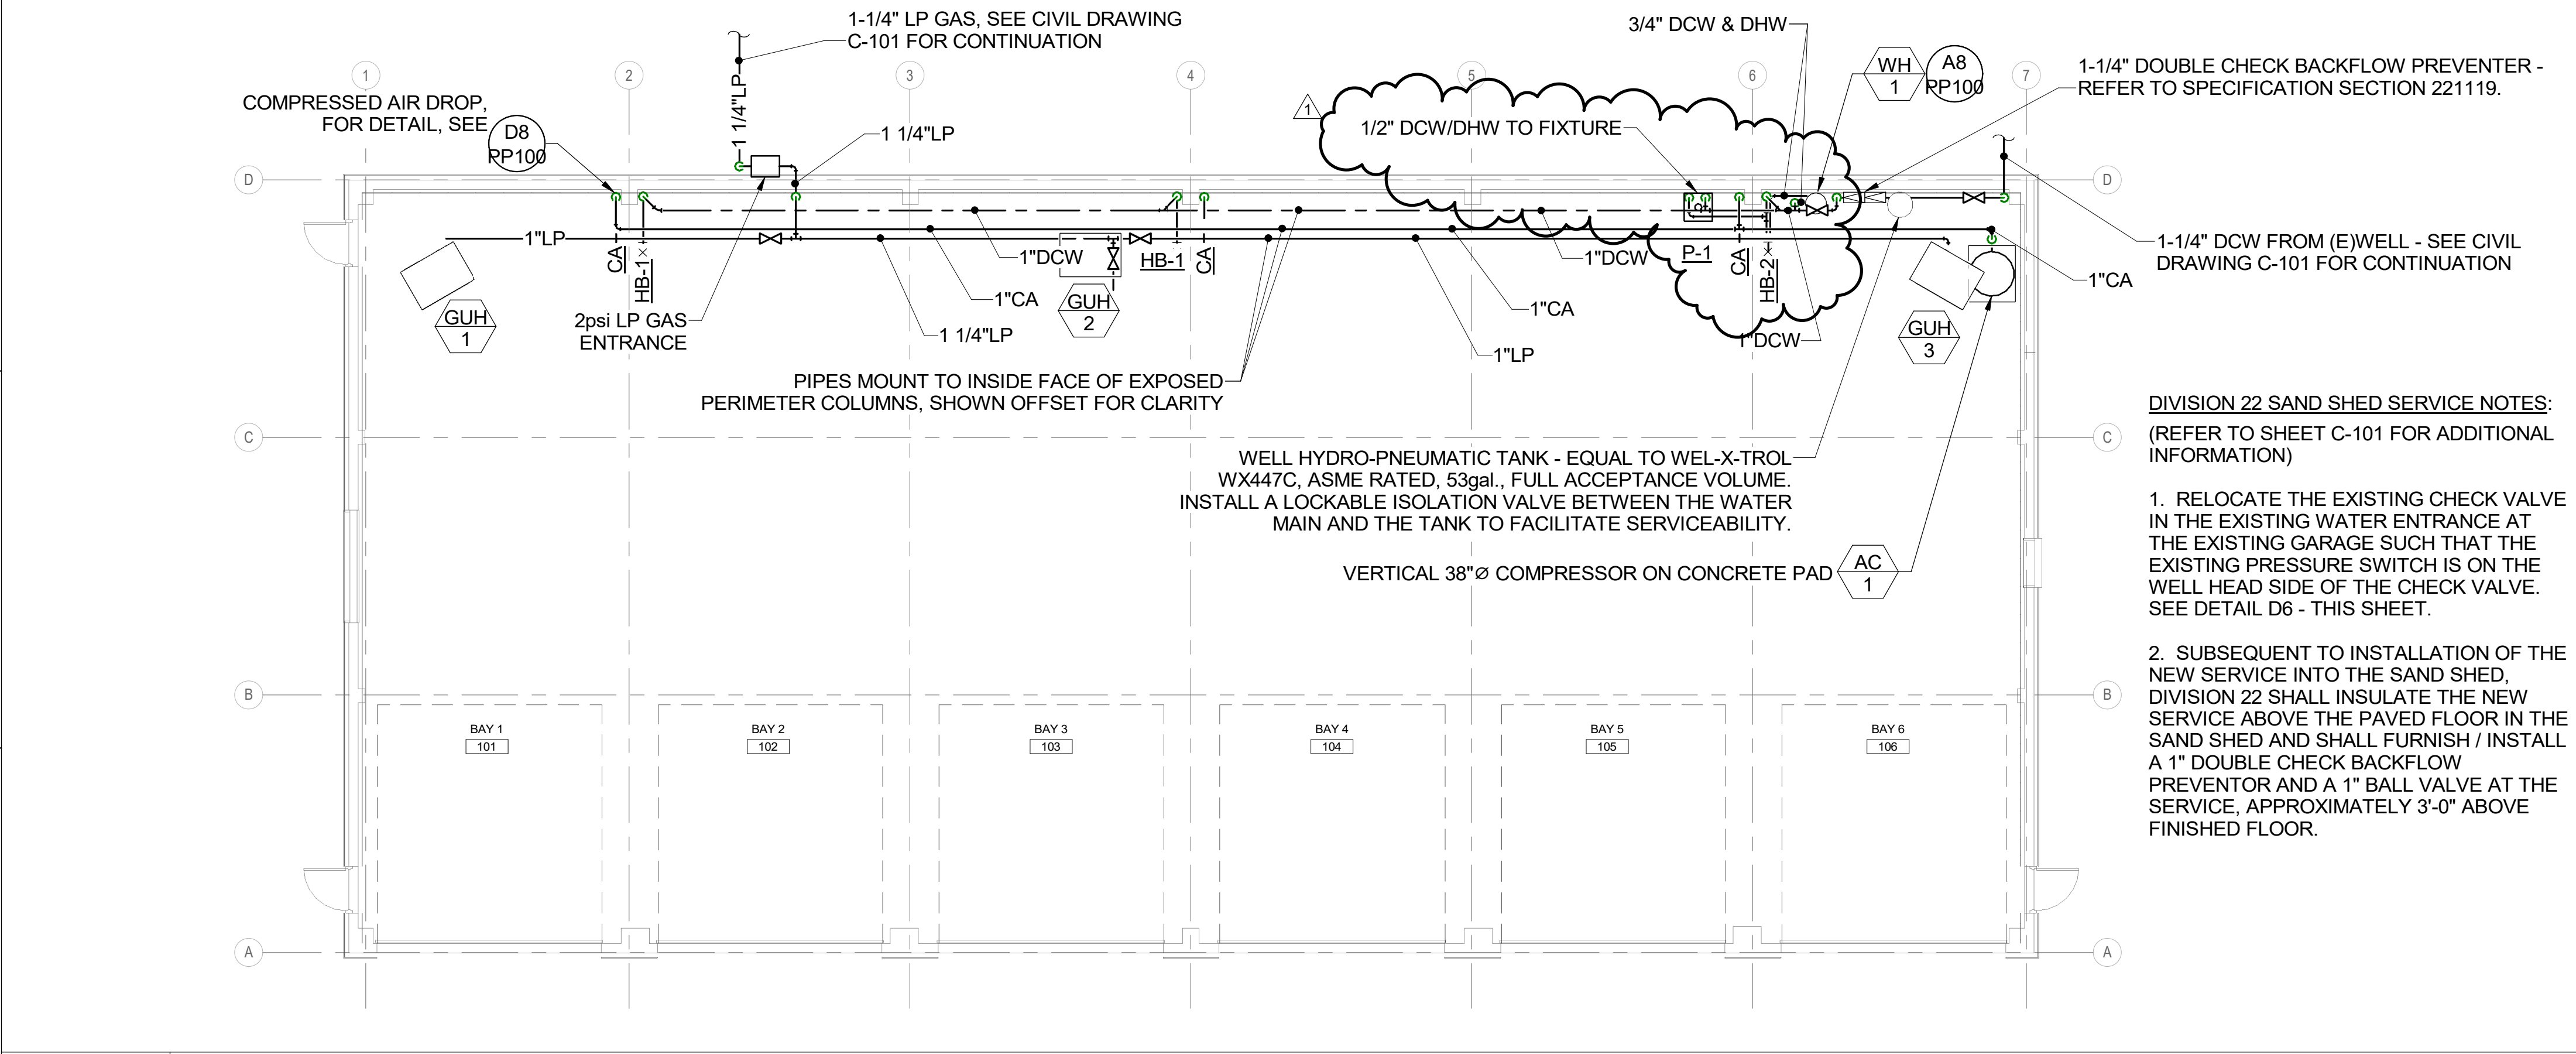 1-1/4" LP GAS, SEE CIVIL DRAWING
C-101 FOR CONTINUATION
3/4" DCW & DHW
1
2
3
4
5
6
7
WH
1
A8
PP100
1-1/4" DOUBLE CHECK BACKFLOW PREVENTER -
REFER TO SPECIFICATION SECTION 221119.
COMPRESSED AIR DROP,
FOR DETAIL, SEE
D8
PP100
1 1/4"LP
1 1/4"LP
1
1/2" DCW/DHW TO FIXTURE
D
D
1"LP
CA
HB-1
1"DCW
HB-1
CA
1"DCW
P-1
CA
HB-2
1-1/4" DCW FROM (E)WELL - SEE CIVIL
DRAWING C-101 FOR CONTINUATION
1"CA
GUH
1
2psi LP GAS
ENTRANCE
1"CA
GUH
2
1 1/4"LP
1"CA
1"LP
1"DCW
GUH
3
PIPES MOUNT TO INSIDE FACE OF EXPOSED
PERIMETER COLUMNS, SHOWN OFFSET FOR CLARITY
C
C
WELL HYDRO-PNEUMATIC TANK - EQUAL TO WEL-X-TROL
WX447C, ASME RATED, 53gal., FULL ACCEPTANCE VOLUME.
INSTALL A LOCKABLE ISOLATION VALVE BETWEEN THE WATER
MAIN AND THE TANK TO FACILITATE SERVICEABILITY.
VERTICAL 38"Ø COMPRESSOR ON CONCRETE PAD
AC
1
DIVISION 22 SAND SHED SERVICE NOTES:
(REFER TO SHEET C-101 FOR ADDITIONAL
INFORMATION)
1. RELOCATE THE EXISTING CHECK VALVE
IN THE EXISTING WATER ENTRANCE AT
THE EXISTING GARAGE SUCH THAT THE
EXISTING PRESSURE SWITCH IS ON THE
WELL HEAD SIDE OF THE CHECK VALVE.
SEE DETAIL D6 - THIS SHEET.
2. SUBSEQUENT TO INSTALLATION OF THE
NEW SERVICE INTO THE SAND SHED,
DIVISION 22 SHALL INSULATE THE NEW
SERVICE ABOVE THE PAVED FLOOR IN THE
SAND SHED AND SHALL FURNISH / INSTALL
A 1" DOUBLE CHECK BACKFLOW
PREVENTOR AND A 1" BALL VALVE AT THE
SERVICE, APPROXIMATELY 3'-0" ABOVE
FINISHED FLOOR.
B
B
BAY 1
101
BAY 2
102
BAY 3
103
BAY 4
104
BAY 5
105
BAY 6
106
A
A